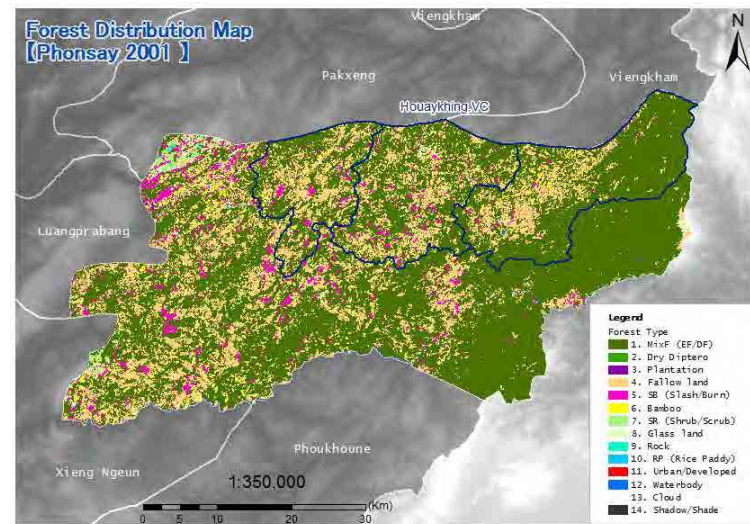 Forest Distribution Map
【Phonsay 2001 】
Viengkham
N
Pakxeng
Viengkham
Houaykhing.VC
Luangprabang
Legend
Forest Type
1. MixF (EF/DF)
2. Dry Diptero
3. Plantation
4. Fallow land
5. SB (Slash/Burn)
6. Bamboo
7. SR (Shrub/Scrub)
8. Glass land
9. Rock
10. RP (Rice Paddy)
11. Urban/Developed
12. Waterbody
13. Cloud
14. Shadow/Shade
Phoukhoune
Xieng Ngeun
1:350,000
(Km)
0 5 10 20 30